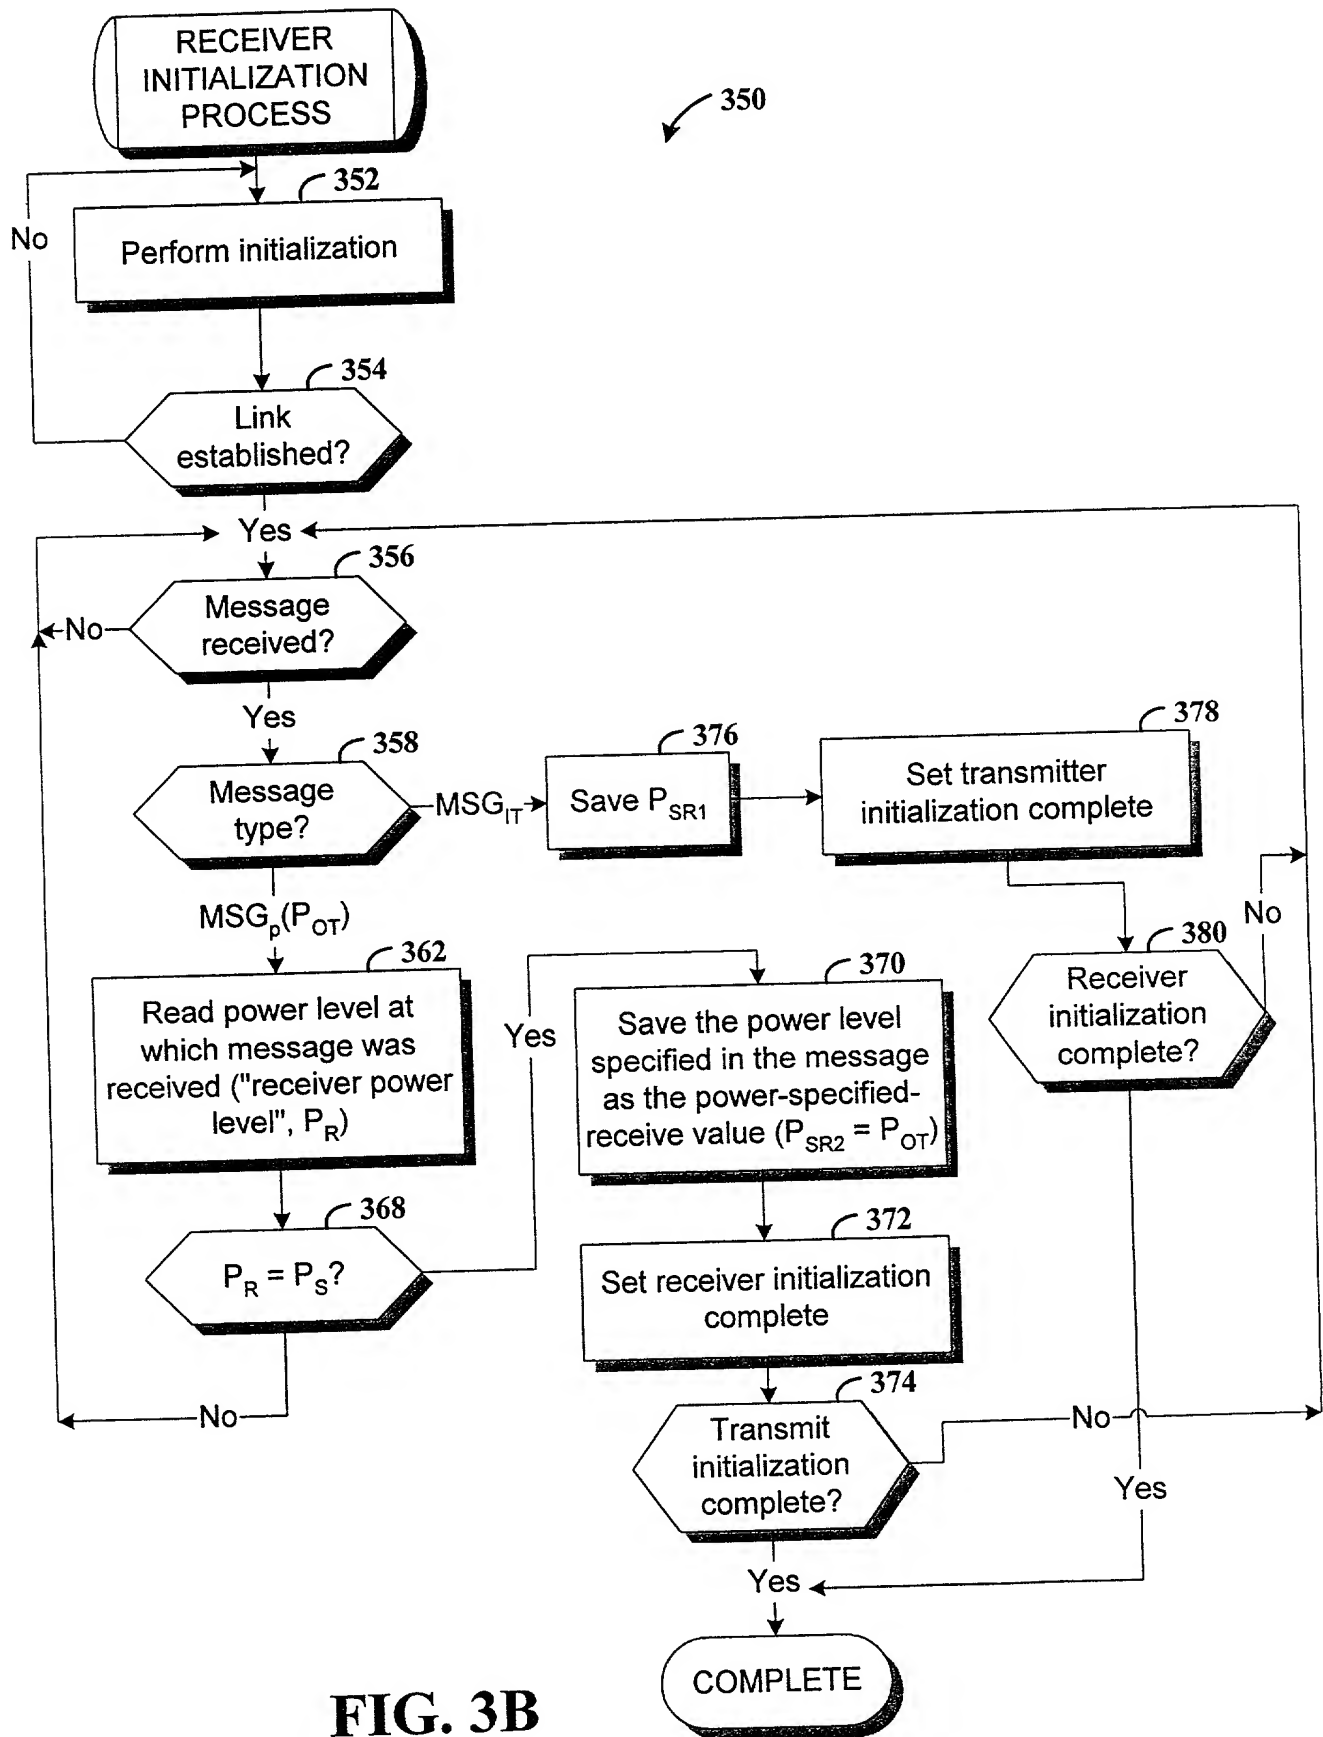 RECEIVER
INITIALIZATION
PROCESS
350
352
No
Perform initialization
354
Link
established?
Yes
356
Message
received?
No
Yes
358
Message
type?
MSG_IT
376
Save P_SR1
378
Set transmitter
initialization complete
MSG_p(P_OT)
No
362
Read power level at
which message was
received ("receiver power
level", P_R)
Yes
370
Save the power level
specified in the message
as the power-specified-
receive value (P_SR2 = P_OT)
380
Receiver
initialization
complete?
368
P_R = P_S?
372
Set receiver initialization
complete
No
374
Transmit
initialization
complete?
No
Yes
Yes
COMPLETE
FIG. 3B